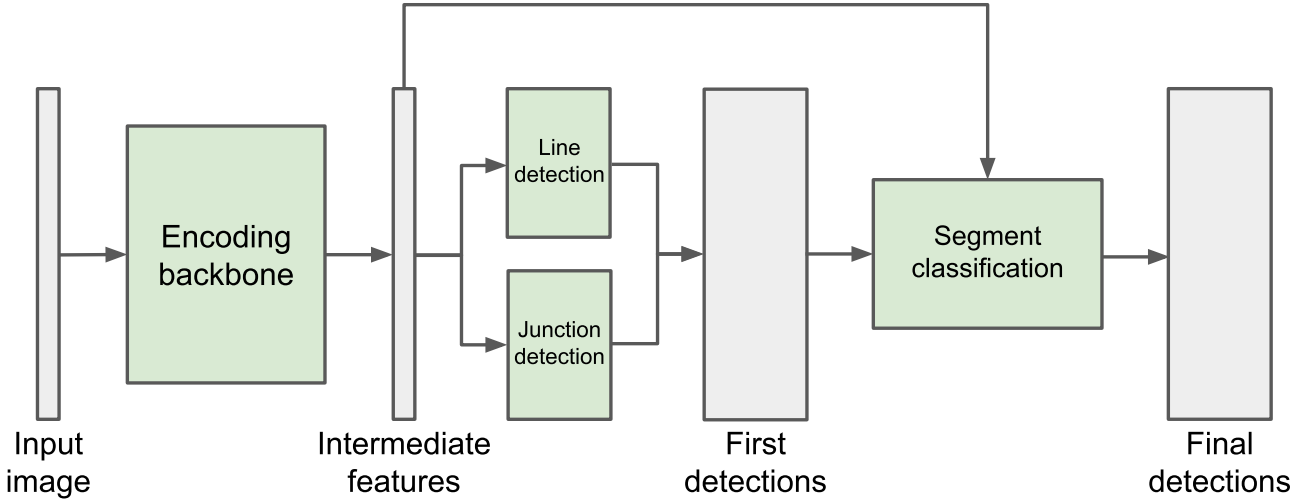 Line
detection
Encoding
backbone
Segment
classification
Junction
detection
Input
image
Intermediate
features
First
detections
Final
detections